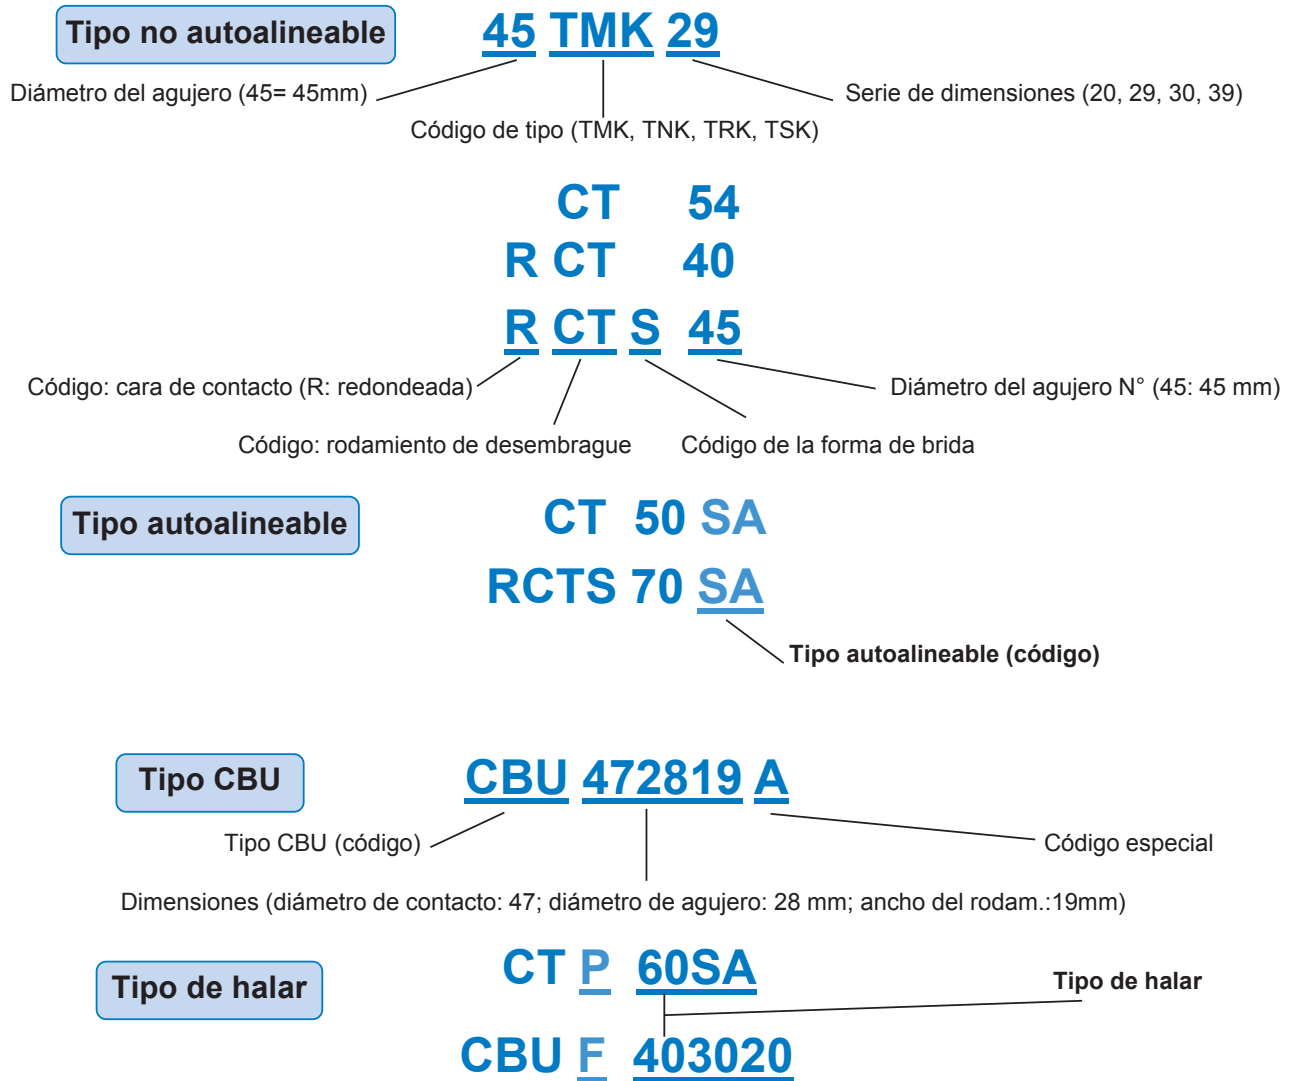 Tipo no autoalineable
45 TMK 29
Diámetro del agujero (45= 45mm)
Serie de dimensiones (20, 29, 30, 39)
Código de tipo (TMK, TNK, TRK, TSK)
CT 54
R CT 40
R CT S 45
Código: cara de contacto (R: redondeada)
Diámetro del agujero N° (45: 45 mm)
Código: rodamiento de desembrague
Código de la forma de brida
Tipo autoalineable
CT 50 SA
RCTS 70 SA
Tipo autoalineable (código)
Tipo CBU
CBU 472819 A
Tipo CBU (código)
Código especial
Dimensiones (diámetro de contacto: 47; diámetro de agujero: 28 mm; ancho del rodam.:19mm)
Tipo de halar
CT P 60SA
Tipo de halar
CBU F 403020